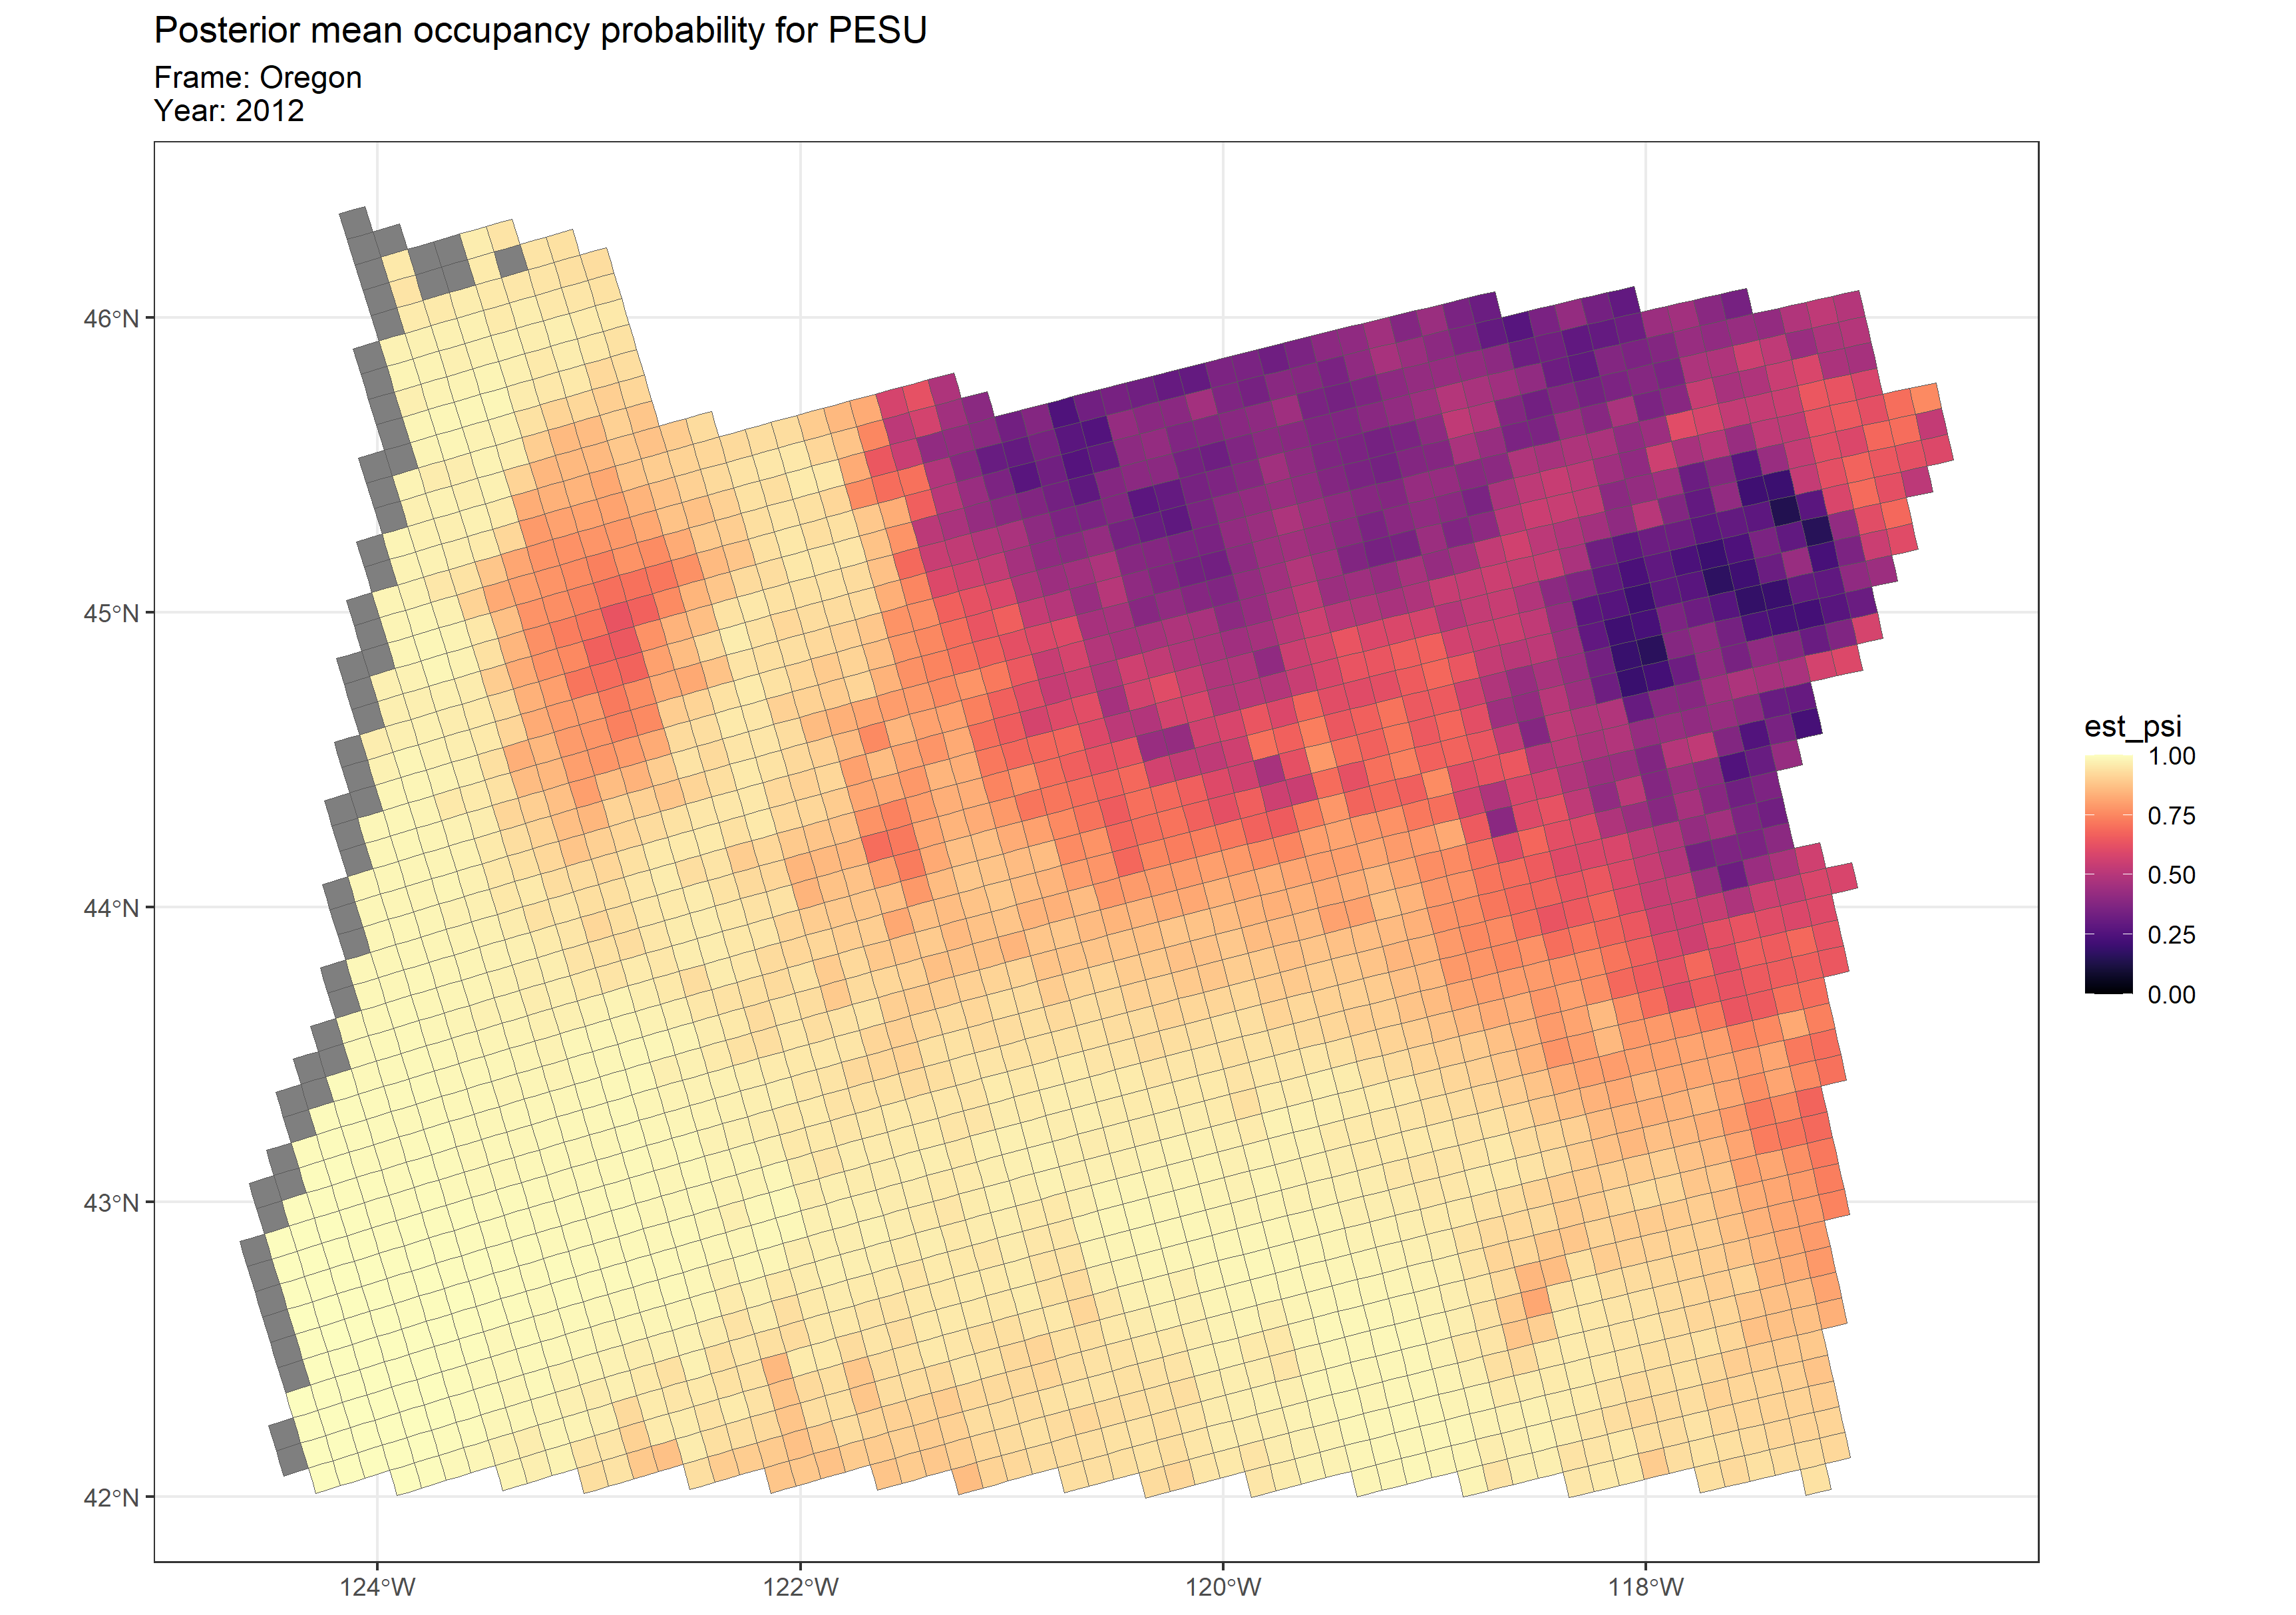 Posterior mean occupancy probability for PESU
Frame: Oregon
Year: 2012
46°N
45°N
44°N
43°N
42°N
124°W
122°W
120°W
118°W
est_psi
1.00
0.75
0.50
0.25
0.00